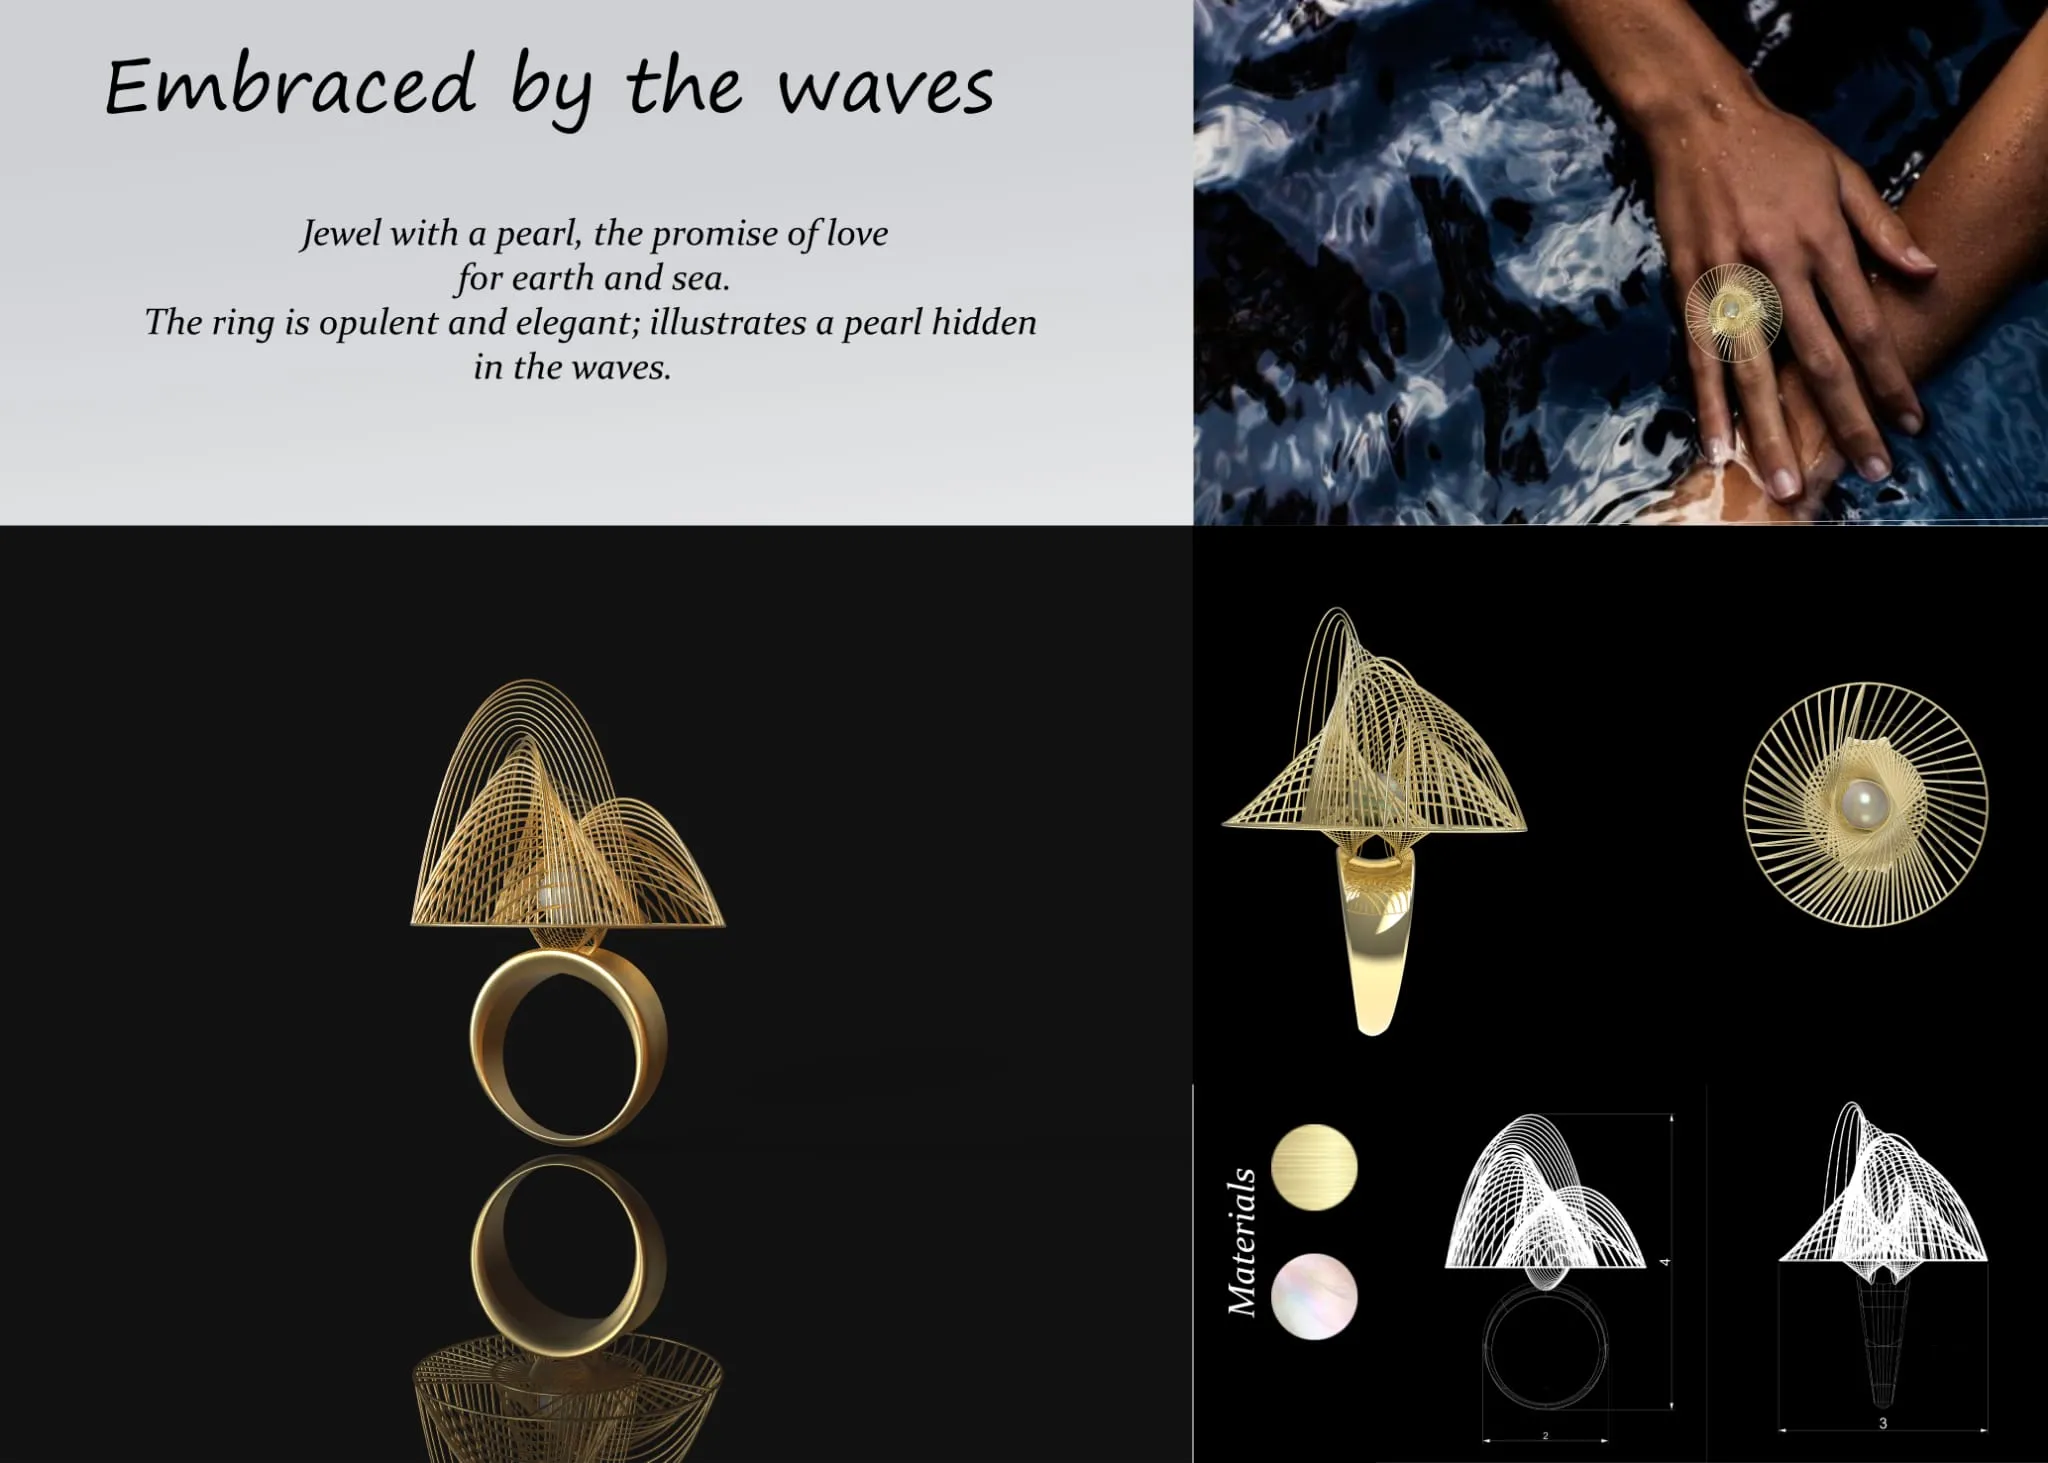 Embraced by the waves
Jewel with a pearl, the promise of love
for earth and sea.
The ring is opulent and elegant; illustrates a pearl hidden
in the waves.
Materials
4
2
3